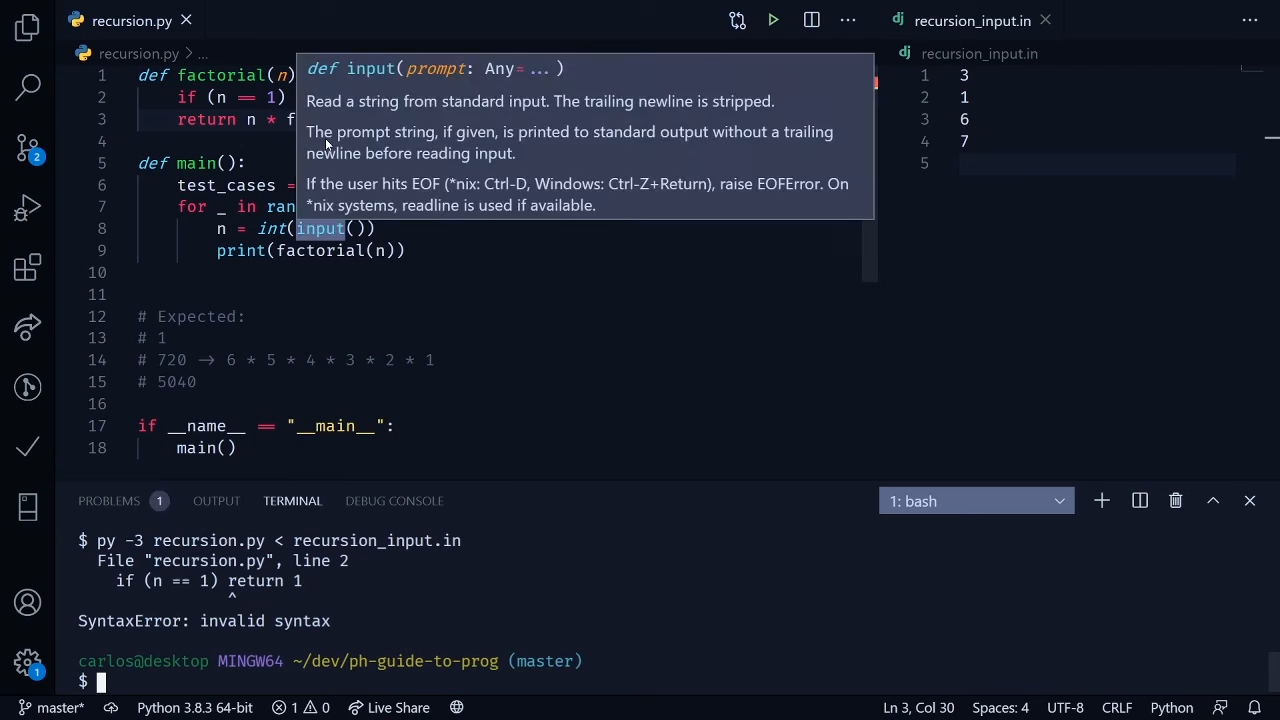 recursion.py
recursion_input.in
recursion.py > ...
recursion_input.in
1 def factorial(n)
2 if (n == 1)
3 return n * f
4
5 def main():
6 test_cases =
7 for _ in ran
8 n = int(input())
9 print(factorial(n))
10
11
12 # Expected:
13 # 1
14 # 720 -> 6 * 5 * 4 * 3 * 2 * 1
15 # 5040
16
17 if __name__ == "__main__":
18 main()
def input(prompt: Any=...)
Read a string from standard input. The trailing newline is stripped.
The prompt string, if given, is printed to standard output without a trailing
newline before reading input.
If the user hits EOF (*nix: Ctrl-D, Windows: Ctrl-Z+Return), raise EOFError. On
*nix systems, readline is used if available.
1 3
2 1
3 6
4 7
5
2
1
PROBLEMS 1 OUTPUT TERMINAL DEBUG CONSOLE
1: bash
$ py -3 recursion.py < recursion_input.in
File "recursion.py", line 2
if (n == 1) return 1
^
SyntaxError: invalid syntax
carlos@desktop MINGW64 ~/dev/ph-guide-to-prog (master)
$
master* Python 3.8.3 64-bit 1 0 Live Share Ln 3, Col 30 Spaces: 4 UTF-8 CRLF Python